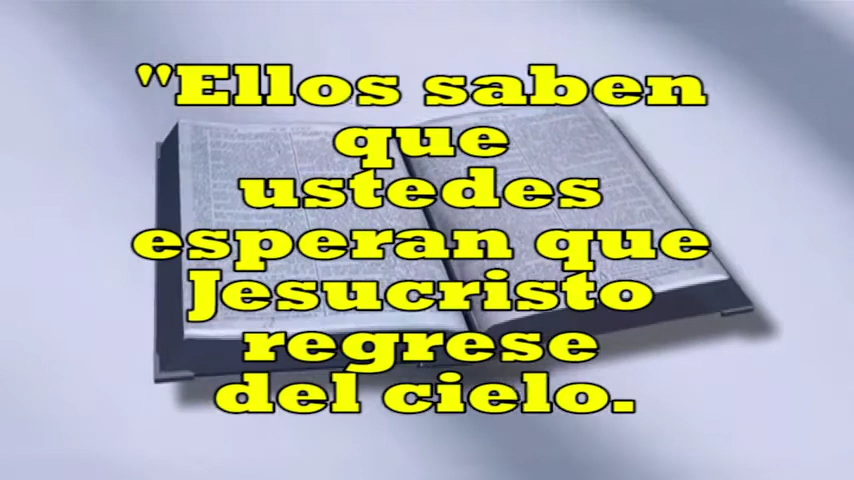 "Ellos saben
que
ustedes
esperan que
Jesucristo
regrese
del cielo.